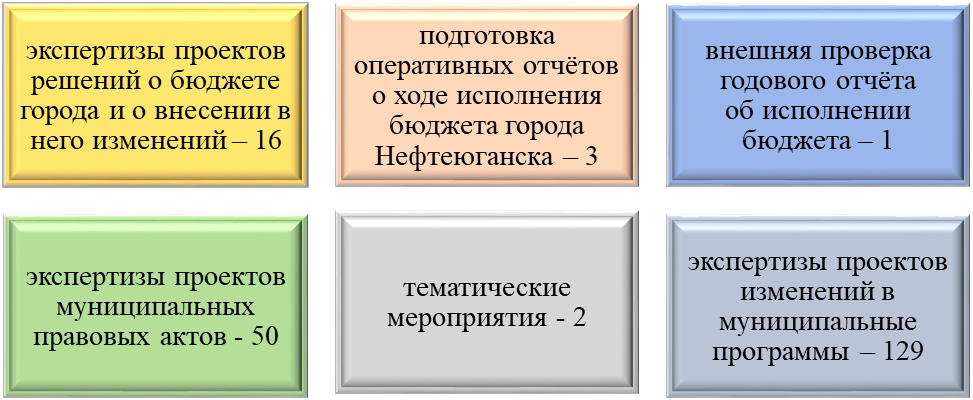 экспертизы проектов
решений о бюджете
города и о внесении в
него изменений – 16
подготовка
оперативных отчётов
о ходе исполнения
бюджета города
Нефтеюганска – 3
внешняя проверка
годового отчёта
об исполнении
бюджета – 1
экспертизы проектов
муниципальных
правовых актов - 50
тематические
мероприятия - 2
экспертизы проектов
изменений в
муниципальные
программы – 129